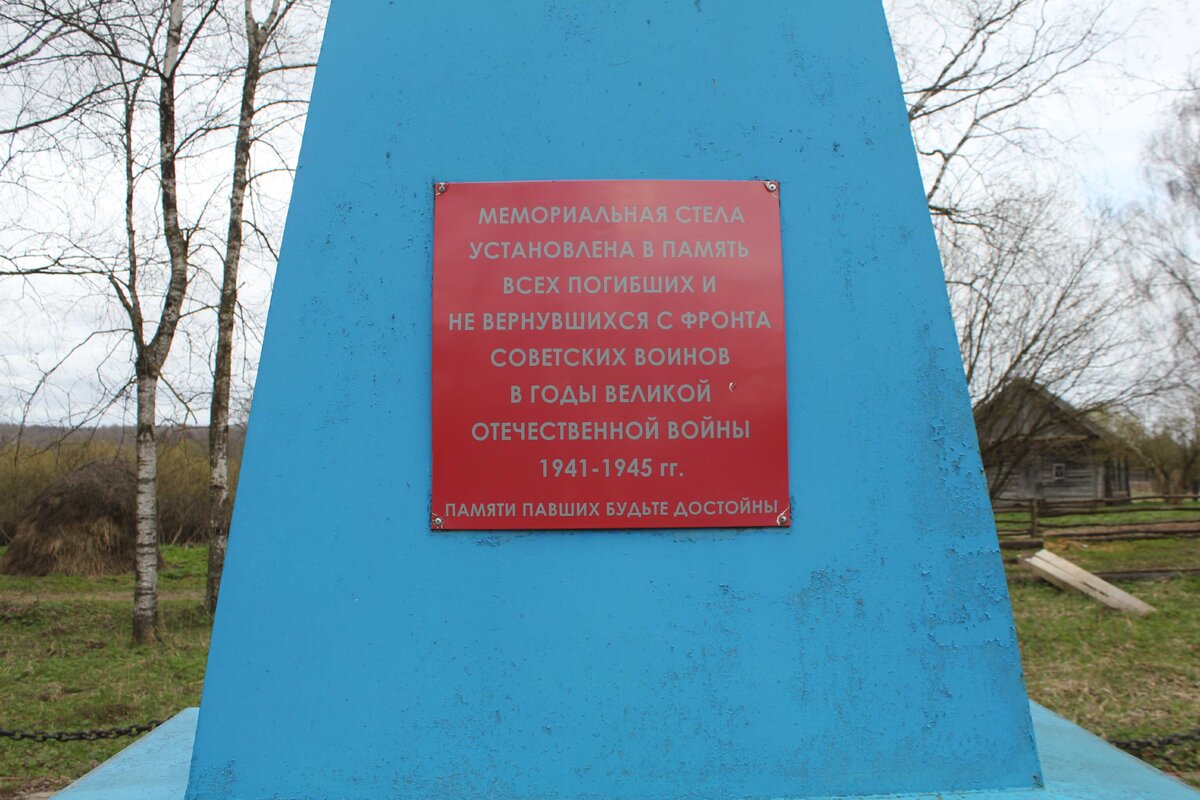 МЕМОРИАЛЬНАЯ СТЕЛА
УСТАНОВЛЕНА В ПАМЯТЬ
ВСЕХ ПОГИБШИХ И
НЕ ВЕРНУВШИХСЯ С ФРОНТА
СОВЕТСКИХ ВОИНОВ
В ГОДЫ ВЕЛИКОЙ
ОТЕЧЕСТВЕННОЙ ВОЙНЫ
1941-1945 гг.
ПАМЯТИ ПАВШИХ БУДЬТЕ ДОСТОЙНЫ